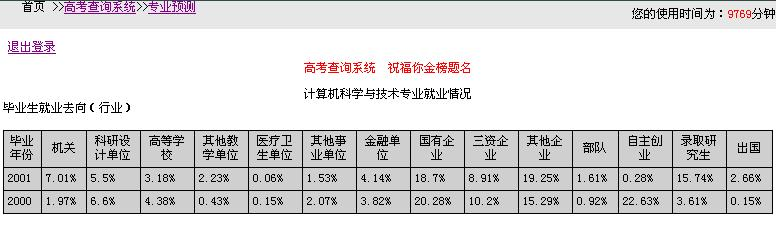 首页 >>高考查询系统>>专业预测
您的使用时间为：9769分钟
退出登录
高考查询系统 祝福你金榜题名
计算机科学与技术专业就业情况
毕业生就业去向(行业)
毕业年份 机关 科研设计单位 高等学校 其他教学单位 医疗卫生单位 其他事业单位 金融单位 国有企业 三资企业 其他企业 部队 自主创业 录取研究生 出国
2001 7.01% 5.5% 3.18% 2.23% 0.06% 1.53% 4.14% 18.7% 8.91% 19.25% 1.61% 0.28% 15.74% 2.66%
2000 1.97% 6.6% 4.38% 0.43% 0.15% 2.07% 3.82% 20.28% 10.2% 15.29% 0.92% 22.63% 3.61% 0.15%